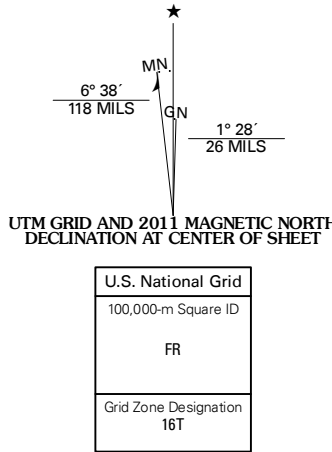 ★
MN.
6° 38´
118 MILS
GN
1° 28´
26 MILS
UTM GRID AND 2011 MAGNETIC NORTH
DECLINATION AT CENTER OF SHEET
U.S. National Grid
100,000-m Square ID
FR
Grid Zone Designation
16T